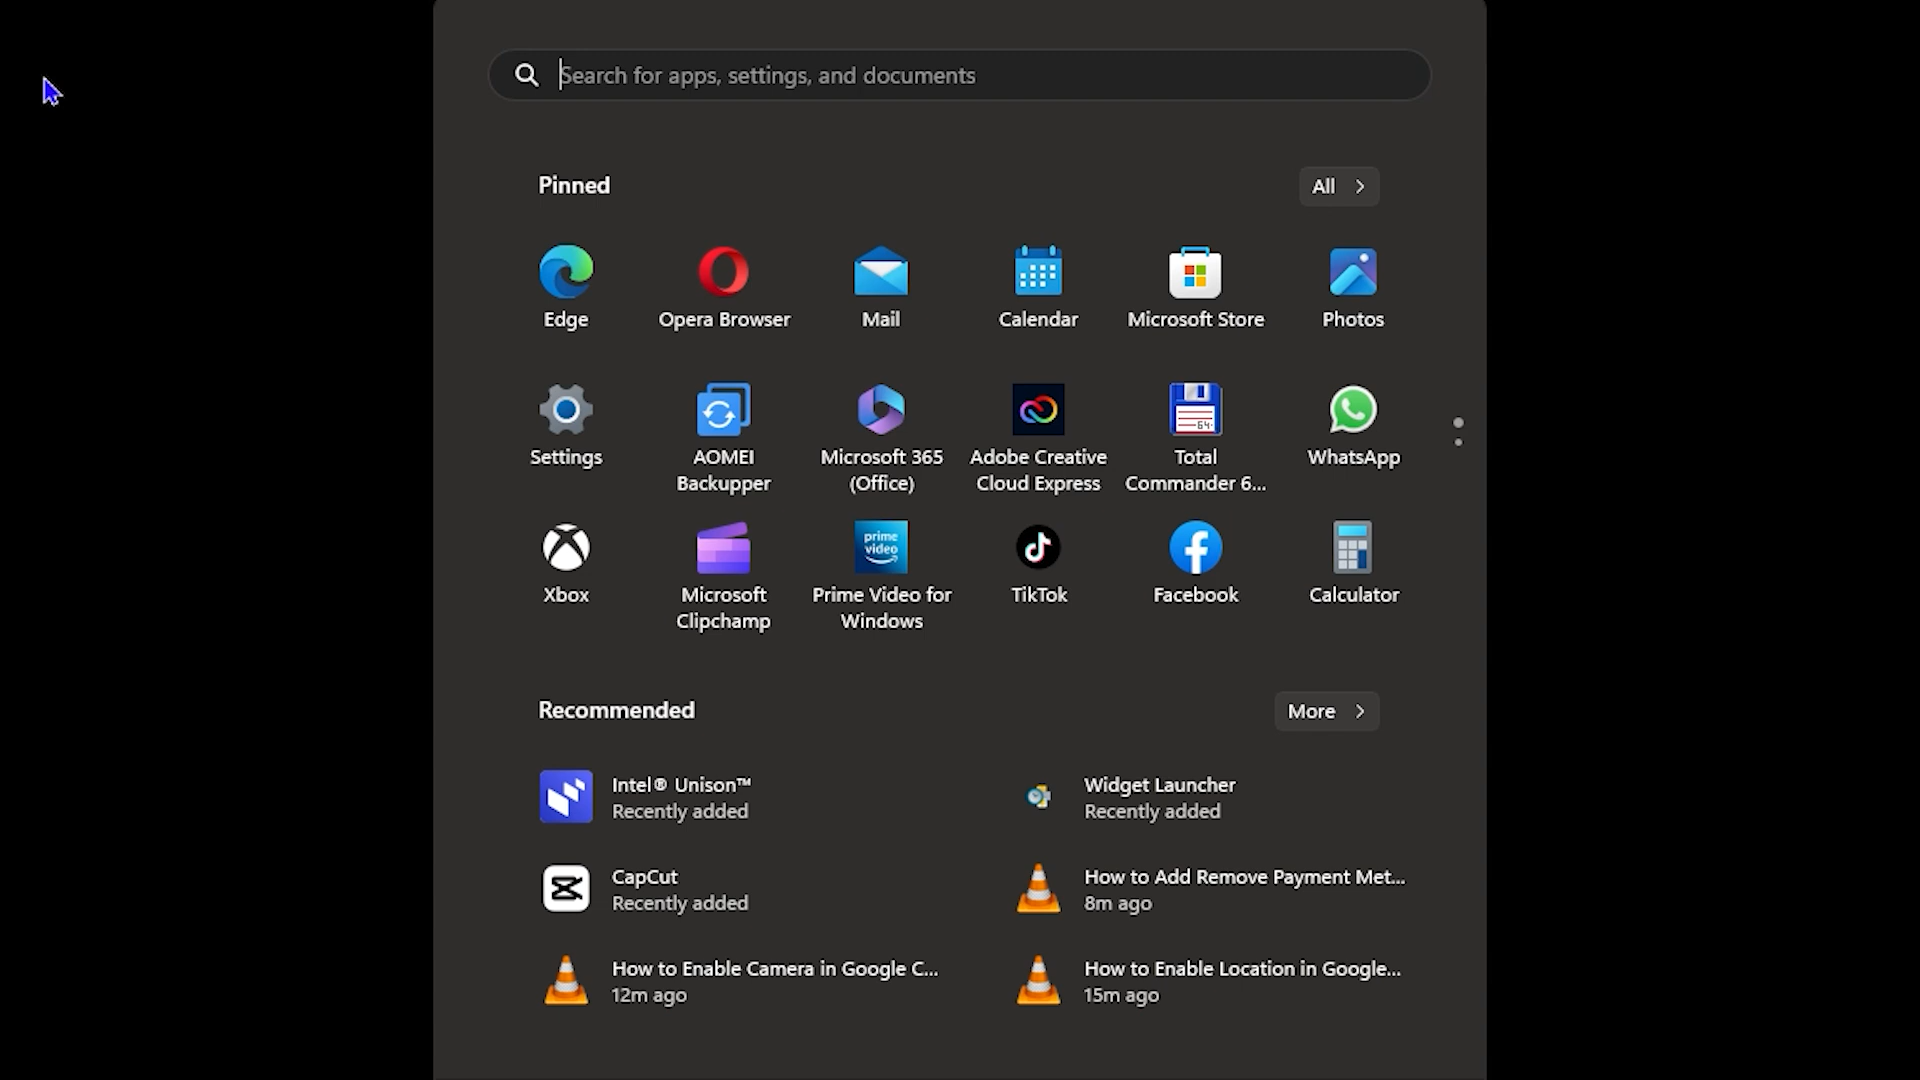 Search for apps, settings, and documents
Pinned
All
Edge
Opera Browser
Mail
Calendar
Microsoft Store
Photos
Settings
AOMEI
Backupper
Microsoft 365
(Office)
Adobe Creative
Cloud Express
64
Total
Commander 6...
WhatsApp
Xbox
Microsoft
Clipchamp
prime
video
Prime Video for
Windows
TikTok
Facebook
Calculator
Recommended
More
Intel® Unison™
Recently added
Widget Launcher
Recently added
CapCut
Recently added
How to Add Remove Payment Met...
8m ago
How to Enable Camera in Google C...
12m ago
How to Enable Location in Google...
15m ago